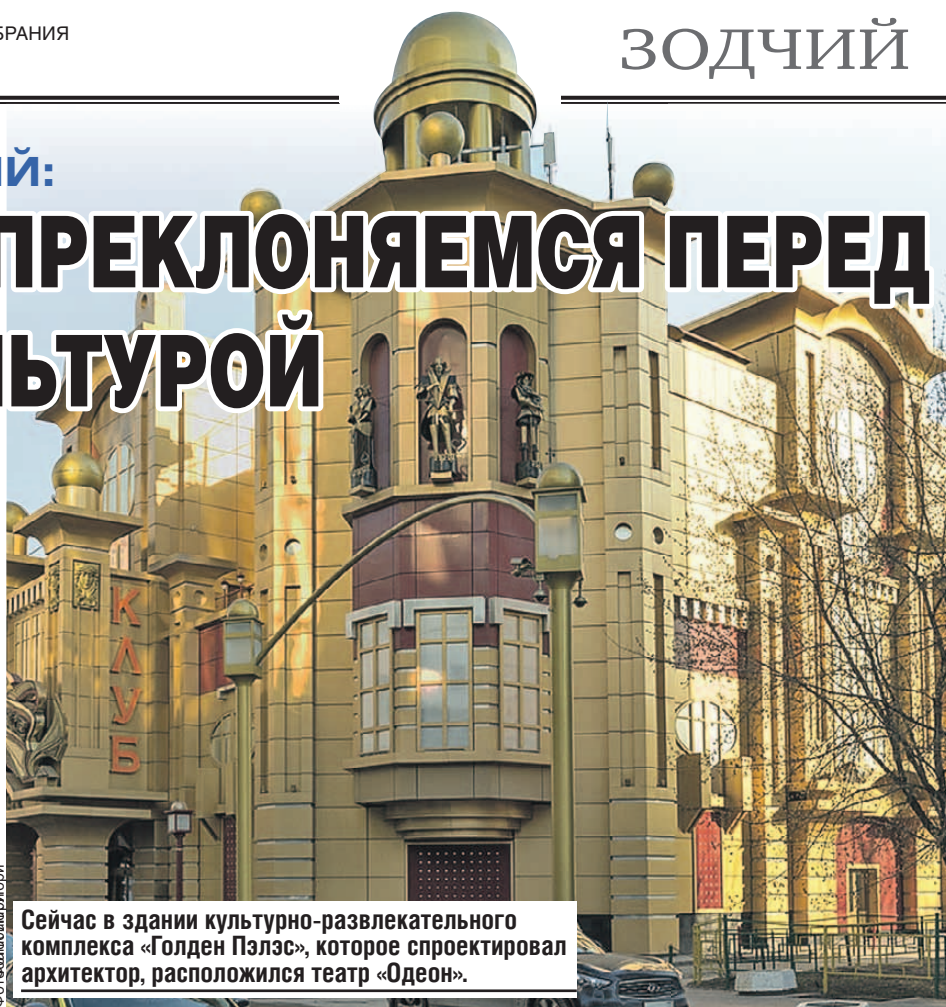 БРАНИЯ
ЗОДЧИЙ
Й:
ПРЕКЛОНЯЕМСЯ ПЕРЕД
ЛЬТУРОЙ
КЛУБ
Сейчас в здании культурно-развлекательного
комплекса «Голден Пэлэс», которое спроектировал
архитектор, расположился театр «Одеон».